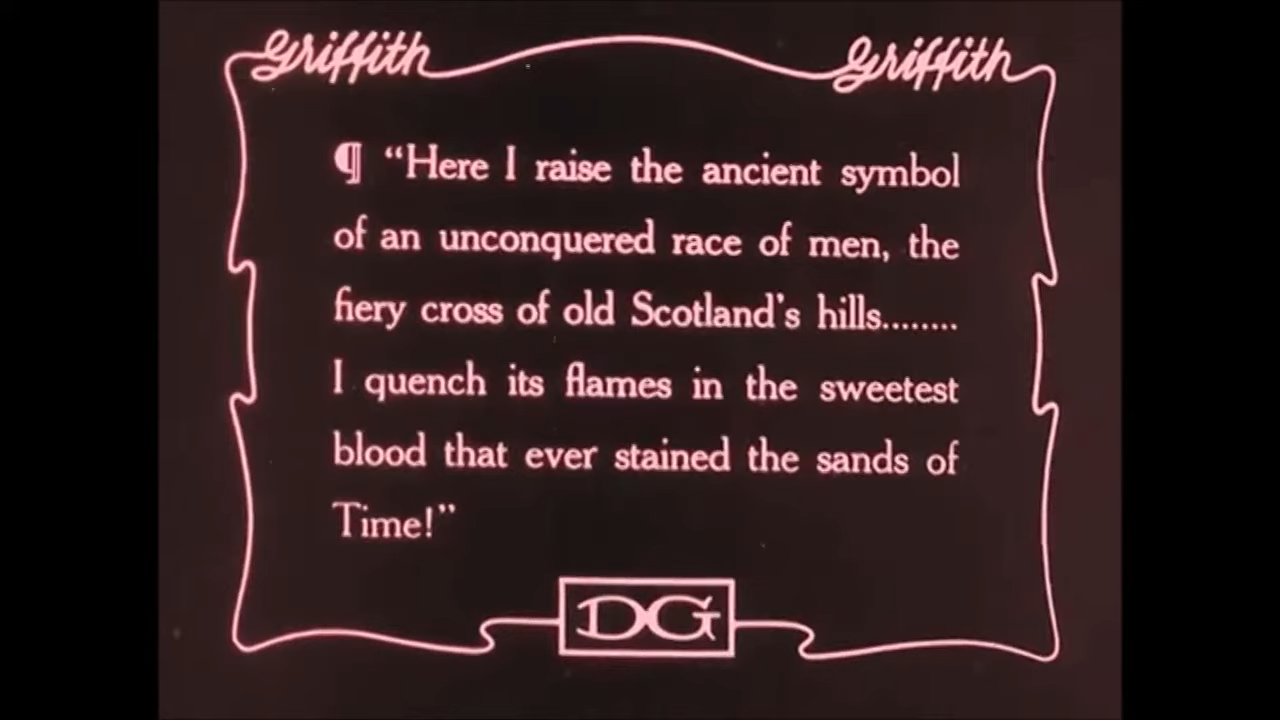 Griffith Griffith
¶ “Here I raise the ancient symbol
of an unconquered race of men, the
fiery cross of old Scotland's hills........
I quench its flames in the sweetest
blood that ever stained the sands of
Time!”
DG